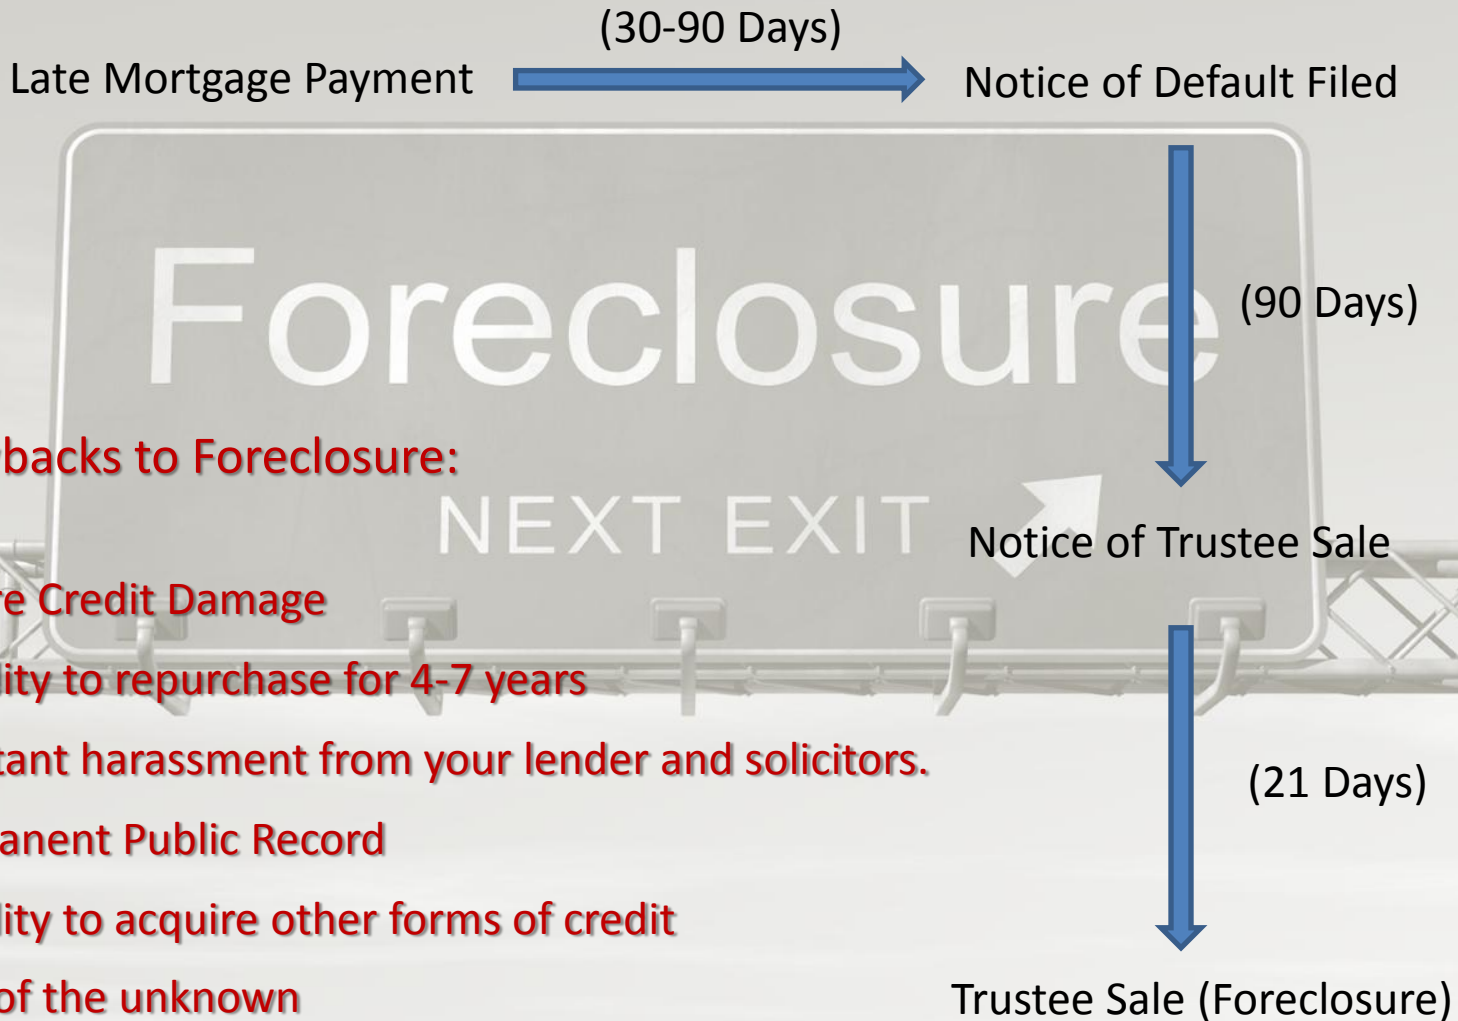 (30-90 Days)
Late Mortgage Payment
Notice of Default Filed
Foreclosure
(90 Days)
backs to Foreclosure:
NEXT EXIT
Notice of Trustee Sale
re Credit Damage
lity to repurchase for 4-7 years
tant harassment from your lender and solicitors.
(21 Days)
anent Public Record
lity to acquire other forms of credit
of the unknown
Trustee Sale (Foreclosure)